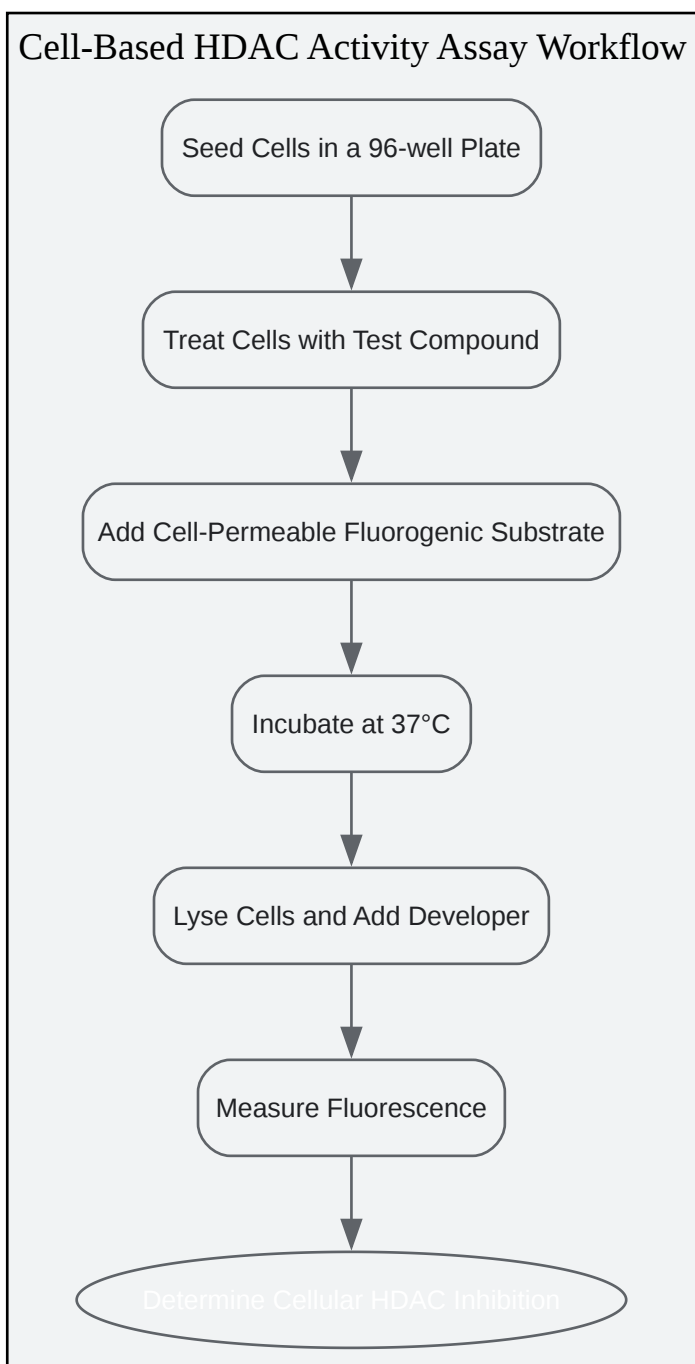 Cell-Based HDAC Activity Assay Workflow
Seed Cells in a 96-well Plate
Treat Cells with Test Compound
Add Cell-Permeable Fluorogenic Substrate
Incubate at 37°C
Lyse Cells and Add Developer
Measure Fluorescence
Determine Cellular HDAC Inhibition